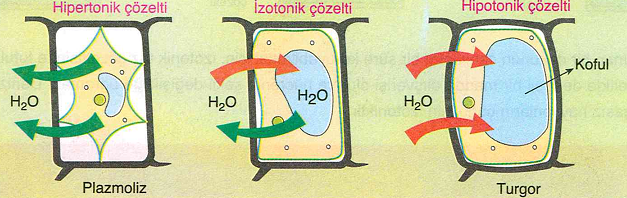 Hipertonik çözelti
İzotonik çözelti
Hipotonik çözelti
Koful
H₂O
H₂O
H₂O
H₂O
Plazmoliz
Turgor